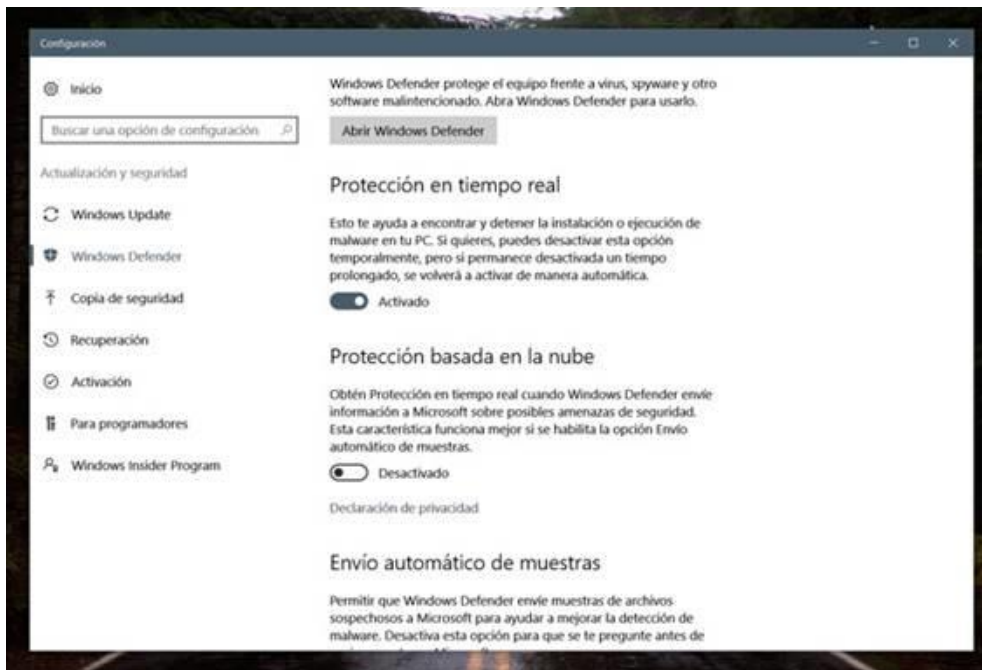 Configuración
Inicio
Buscar una opción de configuración
Actualización y seguridad
Windows Update
Windows Defender
Copia de seguridad
Recuperación
Activación
Para programadores
Windows Insider Program
Windows Defender protege el equipo frente a virus, spyware y otro
software malintencionado. Abra Windows Defender para usarlo.
Abrir Windows Defender
Protección en tiempo real
Esto te ayuda a encontrar y detener la instalación o ejecución de
malware en tu PC. Si quieres, puedes desactivar esta opción
temporalmente, pero si permanece desactivada un tiempo
prolongado, se volverá a activar de manera automática.
Activado
Protección basada en la nube
Obtén Protección en tiempo real cuando Windows Defender envíe
información a Microsoft sobre posibles amenazas de seguridad.
Esta característica funciona mejor si se habilita la opción Envío
automático de muestras.
Desactivado
Declaración de privacidad
Envío automático de muestras
Permitir que Windows Defender envíe muestras de archivos
sospechosos a Microsoft para ayudar a mejorar la detección de
malware. Desactiva esta opción para que se te pregunte antes de